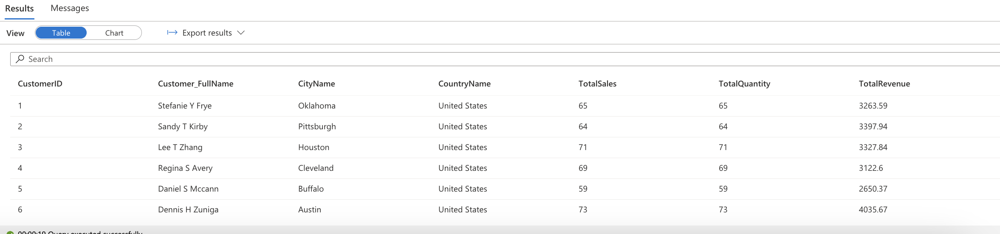 Results Messages
View Table Chart Export results
Search
CustomerID Customer_FullName CityName CountryName TotalSales TotalQuantity TotalRevenue
1 Stefanie Y Frye Oklahoma United States 65 65 3263.59
2 Sandy T Kirby Pittsburgh United States 64 64 3397.94
3 Lee T Zhang Houston United States 71 71 3327.84
4 Regina S Avery Cleveland United States 69 69 3122.6
5 Daniel S Mccann Buffalo United States 59 59 2650.37
6 Dennis H Zuniga Austin United States 73 73 4035.67
00:00:19 Query executed successfully